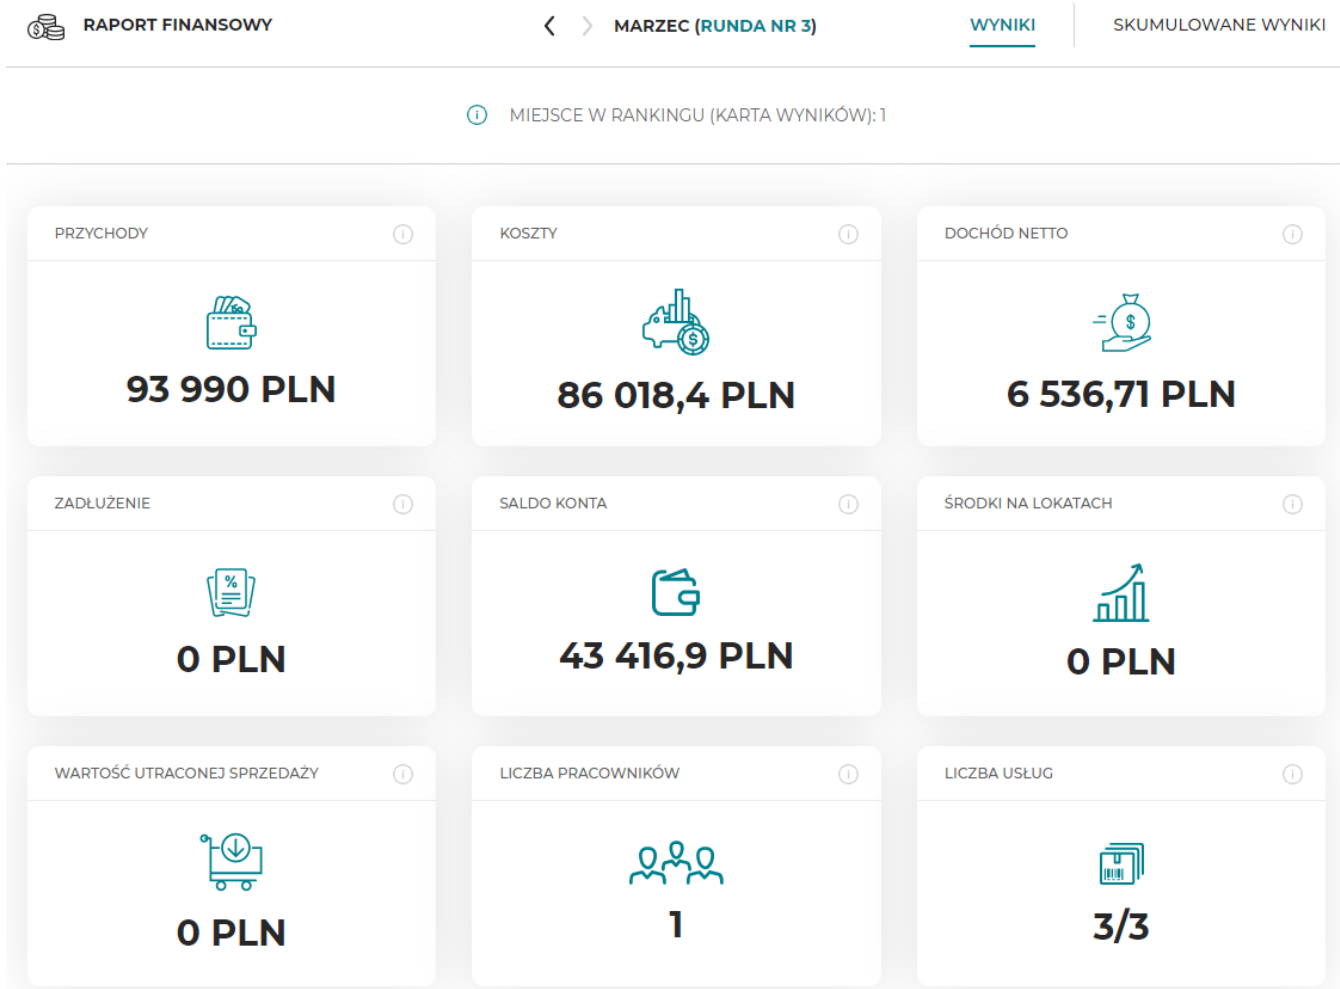 RAPORT FINANSOWY
MARZEC (RUNDA NR 3)
WYNIKI
SKUMULOWANE WYNIKI
MIEJSCE W RANKINGU (KARTA WYNIKÓW): 1
PRZYCHODY
93 990 PLN
KOSZTY
86 018,4 PLN
DOCHÓD NETTO
6 536,71 PLN
ZADŁUŻENIE
%
0 PLN
SALDO KONTA
43 416,9 PLN
ŚRODKI NA LOKATACH
0 PLN
WARTOŚĆ UTRACONEJ SPRZEDAŻY
0 PLN
LICZBA PRACOWNIKÓW
1
LICZBA USŁUG
3/3